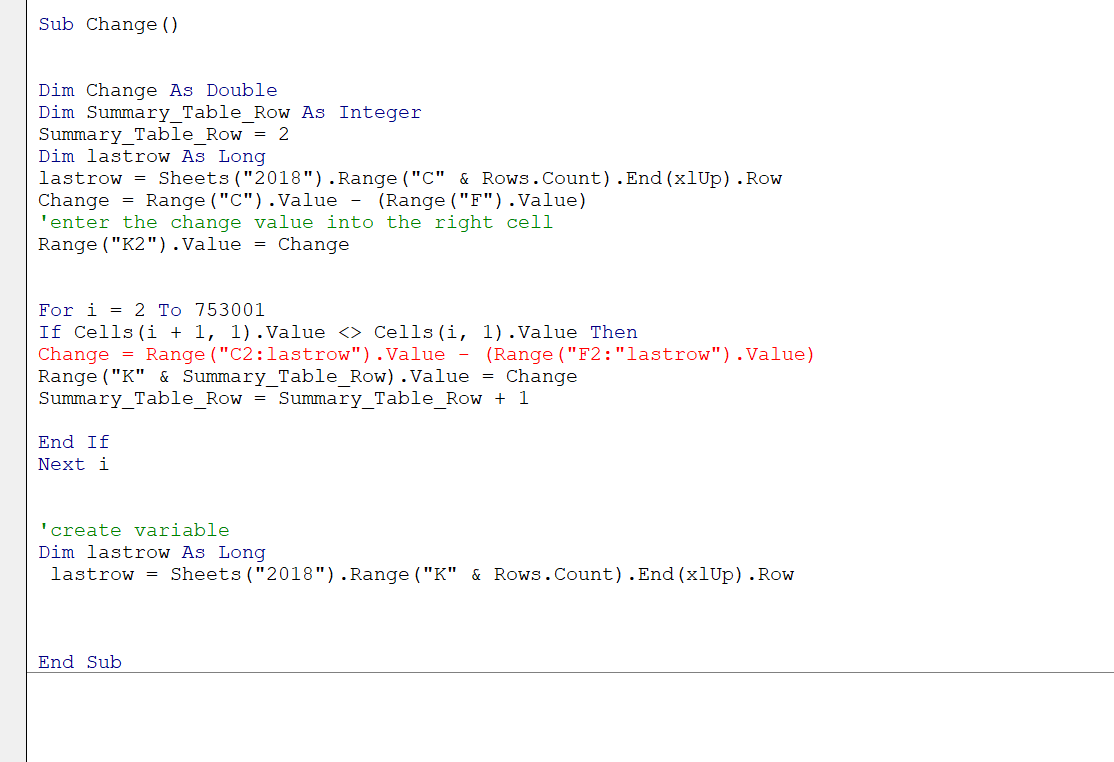 Sub Change()
Dim Change As Double
Dim Summary_Table_Row As Integer
Summary_Table_Row = 2
Dim lastrow As Long
lastrow = Sheets("2018").Range("C" & Rows.Count).End(xlUp).Row
Change = Range("C").Value - (Range("F").Value)
'enter the change value into the right cell
Range("K2").Value = Change
For i = 2 To 753001
If Cells(i + 1, 1).Value <> Cells(i, 1).Value Then
Change = Range("C2:lastrow").Value - (Range("F2:"lastrow").Value)
Range("K" & Summary_Table_Row).Value = Change
Summary_Table_Row = Summary_Table_Row + 1
End If
Next i
'create variable
Dim lastrow As Long
lastrow = Sheets("2018").Range("K" & Rows.Count).End(xlUp).Row
End Sub